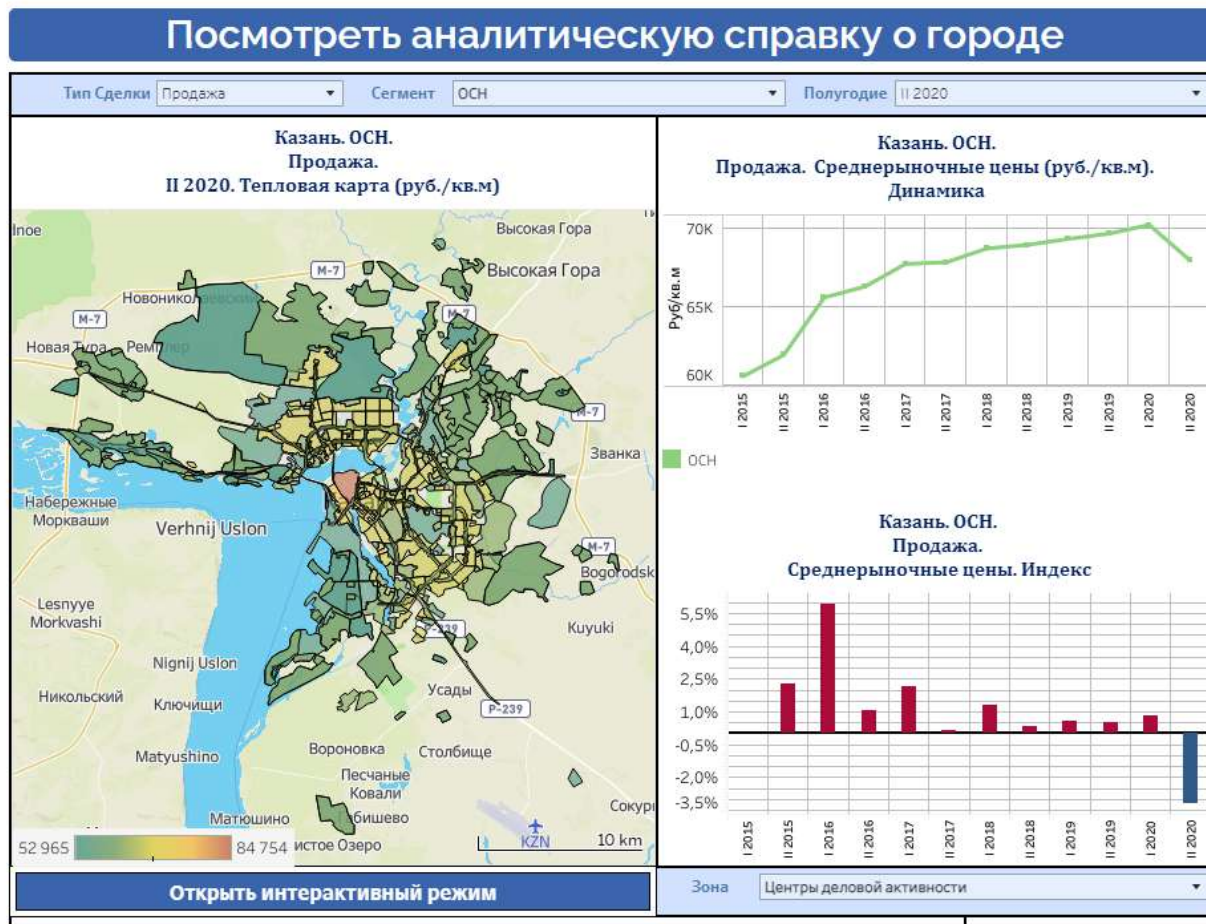 Посмотреть аналитическую справку о городе
Тип Сделки Продажа Сегмент ОСН Полугодие II 2020
Казань. ОСН.
Продажа.
II 2020. Тепловая карта (руб./кв.м)
Высокая Гора
Высокая Гора
М-7
Новониколаевский
М-7
М-7
Новая Тура
М-7
Званка
Набережные
Моркваши
Verhnij Uslon
М-7
Bogorodsk
Lesnyye
Morkvashi
Р-239
Kuyuki
Nignij Uslon
Никольский
Ключищи
Усады
Р-239
Matyushino
Вороновка
Столбище
Песчаные
Ковали
Матюшино
Габишево
истое Озеро
KZN
10 km
52 965
84 754
Открыть интерактивный режим
Казань. ОСН.
Продажа. Среднерыночные цены (руб./кв.м).
Динамика
Руб/кв.м
70K
65K
60K
I 2015 II 2015 I 2016 II 2016 I 2017 II 2017 I 2018 II 2018 I 2019 II 2019 I 2020 II 2020
ОСН
Казань. ОСН.
Продажа.
Среднерыночные цены. Индекс
5,5%
4,0%
2,5%
1,0%
-0,5%
-2,0%
-3,5%
I 2015 II 2015 I 2016 II 2016 I 2017 II 2017 I 2018 II 2018 I 2019 II 2019 I 2020 II 2020
Зона Центры деловой активности